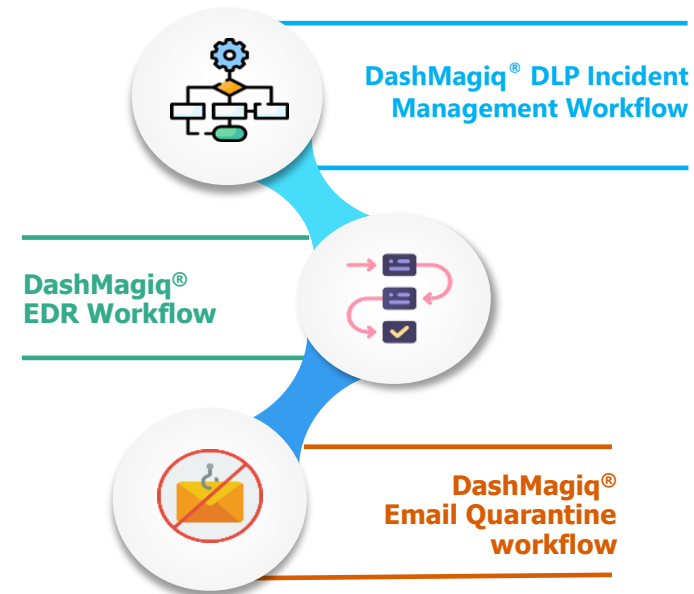 DashMagiq® DLP Incident
Management Workflow
DashMagiq®
EDR Workflow
DashMagiq®
Email Quarantine
workflow